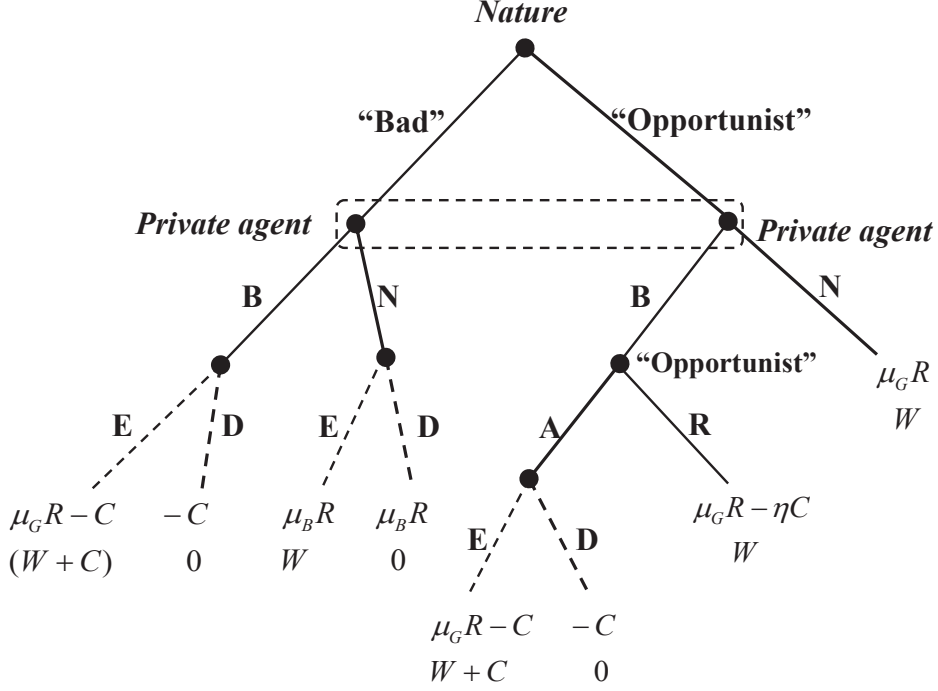 Nature
“Bad”
“Opportunist”
Private agent
Private agent
B
N
B
N
“Opportunist”
E
D
E
D
A
R
μ_G R
W
μ_G R − C
−C
μ_B R
μ_B R
(W + C)
0
W
0
μ_G R − ηC
W
E
D
μ_G R − C
−C
W + C
0